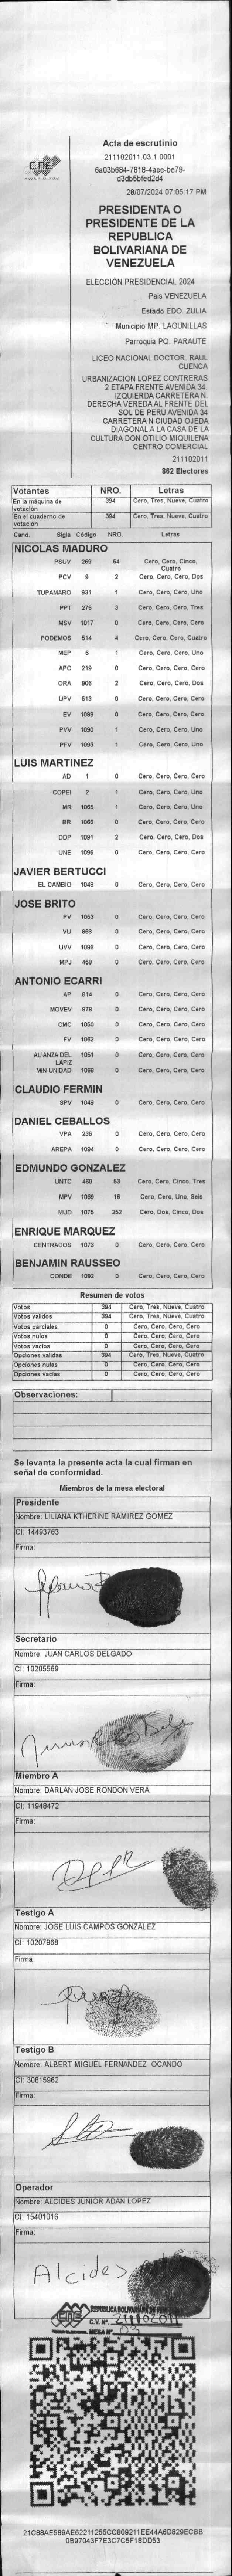 CNE
Acta de escrutinio
211102011.03.1.0001
6a03b684-7818-4ace-be79-
d3db5bfed2d4
28/07/2024 07:05:17 PM
PRESIDENTA O
PRESIDENTE DE LA
REPUBLICA
BOLIVARIANA DE
VENEZUELA
ELECCIÓN PRESIDENCIAL 2024
Pais VENEZUELA
Estado EDO. ZULIA
Municipio MP. LAGUNILLAS
Parroquia PQ. PARAUTE
LICEO NACIONAL DOCTOR. RAUL
CUENCA
URBANIZACIÓN LOPEZ CONTRERAS
2 ETAPA FRENTE AVENIDA 34.
IZQUIERDA CARRETERA N.
DERECHA VEREDA AL FRENTE DEL
SOL DE PERU AVENIDA 34
CARRETERA N CIUDAD OJEDA
DIAGONAL A LA CASA DE LA
CULTURA DON OTILIO MIQUILENA
CENTRO COMERCIAL
211102011
862 Electores
Votantes NRO. Letras
En la máquina de votación 394 Cero, Tres, Nueve, Cuatro
En el cuaderno de votación 394 Cero, Tres, Nueve, Cuatro
Cand. Sigla Código NRO. Letras
NICOLAS MADURO
PSUV 269 54 Cero, Cero, Cinco, Cuatro
PCV 9 2 Cero, Cero, Cero, Dos
TUPAMARO 931 1 Cero, Cero, Cero, Uno
PPT 276 3 Cero, Cero, Cero, Tres
MSV 1017 0 Cero, Cero, Cero, Cero
PODEMOS 514 4 Cero, Cero, Cero, Cuatro
MEP 6 1 Cero, Cero, Cero, Uno
APC 219 0 Cero, Cero, Cero, Cero
ORA 906 2 Cero, Cero, Cero, Dos
UPV 613 0 Cero, Cero, Cero, Cero
EV 1089 0 Cero, Cero, Cero, Cero
PVV 1090 1 Cero, Cero, Cero, Uno
PFV 1093 1 Cero, Cero, Cero, Uno
LUIS MARTINEZ
AD 1 0 Cero, Cero, Cero, Cero
COPEI 2 1 Cero, Cero, Cero, Uno
MR 1065 1 Cero, Cero, Cero, Uno
BR 1066 0 Cero, Cero, Cero, Cero
DDP 1091 2 Cero, Cero, Cero, Dos
UNE 1095 0 Cero, Cero, Cero, Cero
JAVIER BERTUCCI
EL CAMBIO 1048 0 Cero, Cero, Cero, Cero
JOSE BRITO
PV 1053 0 Cero, Cero, Cero, Cero
VU 868 0 Cero, Cero, Cero, Cero
UVV 1096 0 Cero, Cero, Cero, Cero
MPJ 458 0 Cero, Cero, Cero, Cero
ANTONIO ECARRI
AP 814 0 Cero, Cero, Cero, Cero
MOVEV 878 0 Cero, Cero, Cero, Cero
CMC 1050 0 Cero, Cero, Cero, Cero
FV 1062 0 Cero, Cero, Cero, Cero
ALIANZA DEL LAPIZ 1051 0 Cero, Cero, Cero, Cero
MIN UNIDAD 1088 0 Cero, Cero, Cero, Cero
CLAUDIO FERMIN
SPV 1049 0 Cero, Cero, Cero, Cero
DANIEL CEBALLOS
VPA 236 0 Cero, Cero, Cero, Cero
AREPA 1094 0 Cero, Cero, Cero, Cero
EDMUNDO GONZALEZ
UNTC 460 53 Cero, Cero, Cinco, Tres
MPV 1069 16 Cero, Cero, Uno, Seis
MUD 1075 252 Cero, Dos, Cinco, Dos
ENRIQUE MARQUEZ
CENTRADOS 1073 0 Cero, Cero, Cero, Cero
BENJAMIN RAUSSEO
CONDE 1092 0 Cero, Cero, Cero, Cero
Resumen de votos
Votos 394 Cero, Tres, Nueve, Cuatro
Votos validos 394 Cero, Tres, Nueve, Cuatro
Votos parciales 0 Cero, Cero, Cero, Cero
Votos nulos 0 Cero, Cero, Cero, Cero
Votos vacios 0 Cero, Cero, Cero, Cero
Opciones validas 394 Cero, Tres, Nueve, Cuatro
Opciones nulas 0 Cero, Cero, Cero, Cero
Opciones vacias 0 Cero, Cero, Cero, Cero
Observaciones:
Se levanta la presente acta la cual firman en
señal de conformidad.
Miembros de la mesa electoral
Presidente
Nombre: LILIANA KTHERINE RAMIREZ GOMEZ
CI: 14493763
Firma:
Secretario
Nombre: JUAN CARLOS DELGADO
CI: 10205569
Firma:
Miembro A
Nombre: DARLAN JOSE RONDON VERA
CI: 11948472
Firma:
Testigo A
Nombre: JOSE LUIS CAMPOS GONZALEZ
CI: 10207968
Firma:
Testigo B
Nombre: ALBERT MIGUEL FERNANDEZ OCANDO
CI: 30815962
Firma:
Operador
Nombre: ALCIDES JUNIOR ADAN LOPEZ
CI: 15401016
Firma:
Alcides
CNE REPUBLICA BOLIVARIANA DE
C.V. Nº 211102011
MESA Nº 03
21C88AE589AE62211255CC809211EE44A6D829ECBB
0B97043F7E3C7C5F18DD53